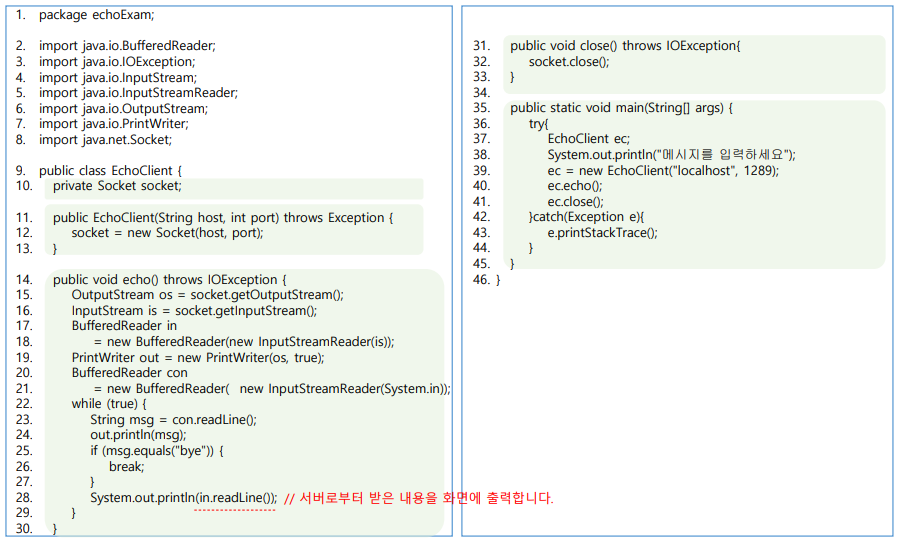 1. package echoExam;
2. import java.io.BufferedReader;
3. import java.io.IOException;
4. import java.io.InputStream;
5. import java.io.InputStreamReader;
6. import java.io.OutputStream;
7. import java.io.PrintWriter;
8. import java.net.Socket;
9. public class EchoClient {
10. private Socket socket;
11. public EchoClient(String host, int port) throws Exception {
12. socket = new Socket(host, port);
13. }
14. public void echo() throws IOException {
15. OutputStream os = socket.getOutputStream();
16. InputStream is = socket.getInputStream();
17. BufferedReader in
18. = new BufferedReader(new InputStreamReader(is));
19. PrintWriter out = new PrintWriter(os, true);
20. BufferedReader con
21. = new BufferedReader( new InputStreamReader(System.in));
22. while (true) {
23. String msg = con.readLine();
24. out.println(msg);
25. if (msg.equals("bye")) {
26. break;
27. }
28. System.out.println(in.readLine()); // 서버로부터 받은 내용을 화면에 출력합니다.
29. }
30. }
31. public void close() throws IOException{
32. socket.close();
33. }
34.
35. public static void main(String[] args) {
36. try{
37. EchoClient ec;
38. System.out.println("메시지를 입력하세요");
39. ec = new EchoClient("localhost", 1289);
40. ec.echo();
41. ec.close();
42. }catch(Exception e){
43. e.printStackTrace();
44. }
45. }
46. }